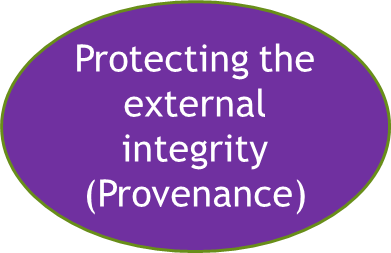 Protecting the
external
integrity
(Provenance)